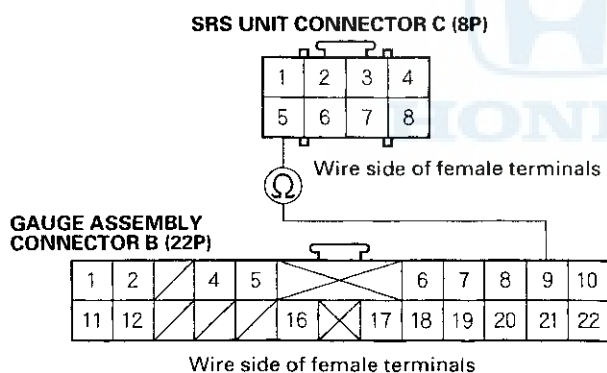 SRS UNIT CONNECTOR C (8P)
1 2 3 4
5 6 7 8
Wire side of female terminals
Ω
GAUGE ASSEMBLY
CONNECTOR B (22P)
1 2 4 5 6 7 8 9 10
11 12 16 17 18 19 20 21 22
Wire side of female terminals